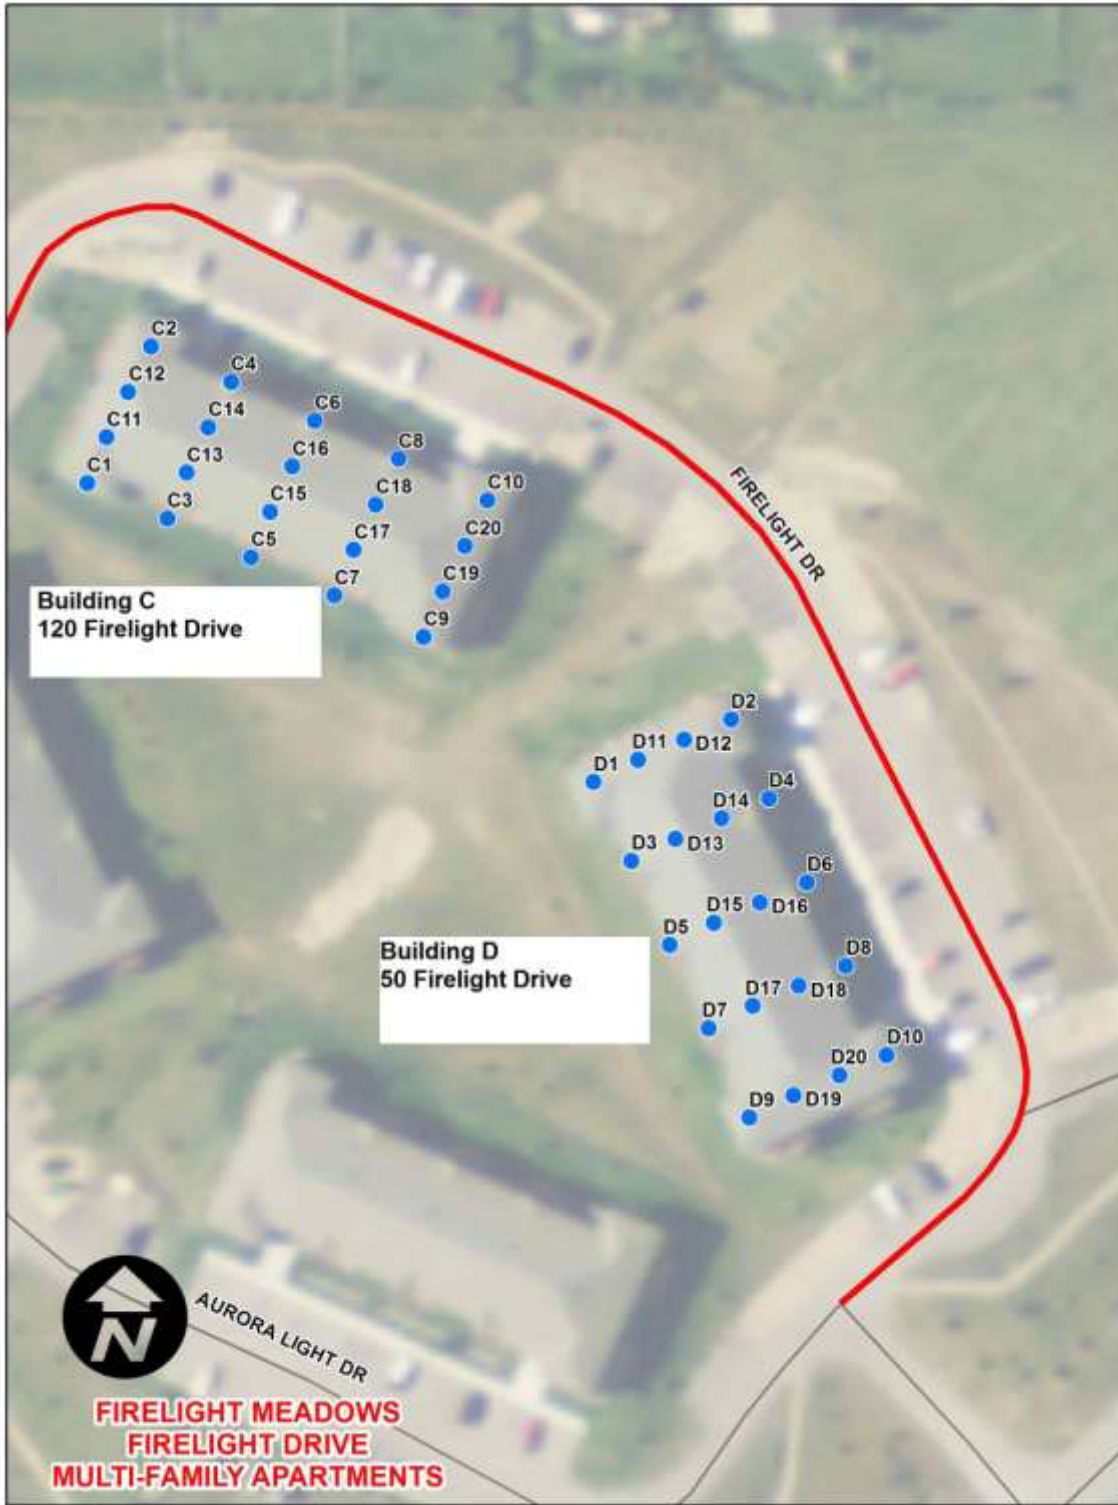 C2
C12
C4
C11
C14
C6
C1
C13
C16
C8
C3
C15
C18
C10
C5
C17
C20
C7
C19
C9
FIRELIGHT DR
Building C
120 Firelight Drive
D2
D11
D12
D1
D4
D14
D3
D13
D6
D15
D16
D5
D8
D17
D18
D7
D10
D20
D9
D19
Building D
50 Firelight Drive
N
AURORA LIGHT DR
FIRELIGHT MEADOWS
FIRELIGHT DRIVE
MULTI-FAMILY APARTMENTS